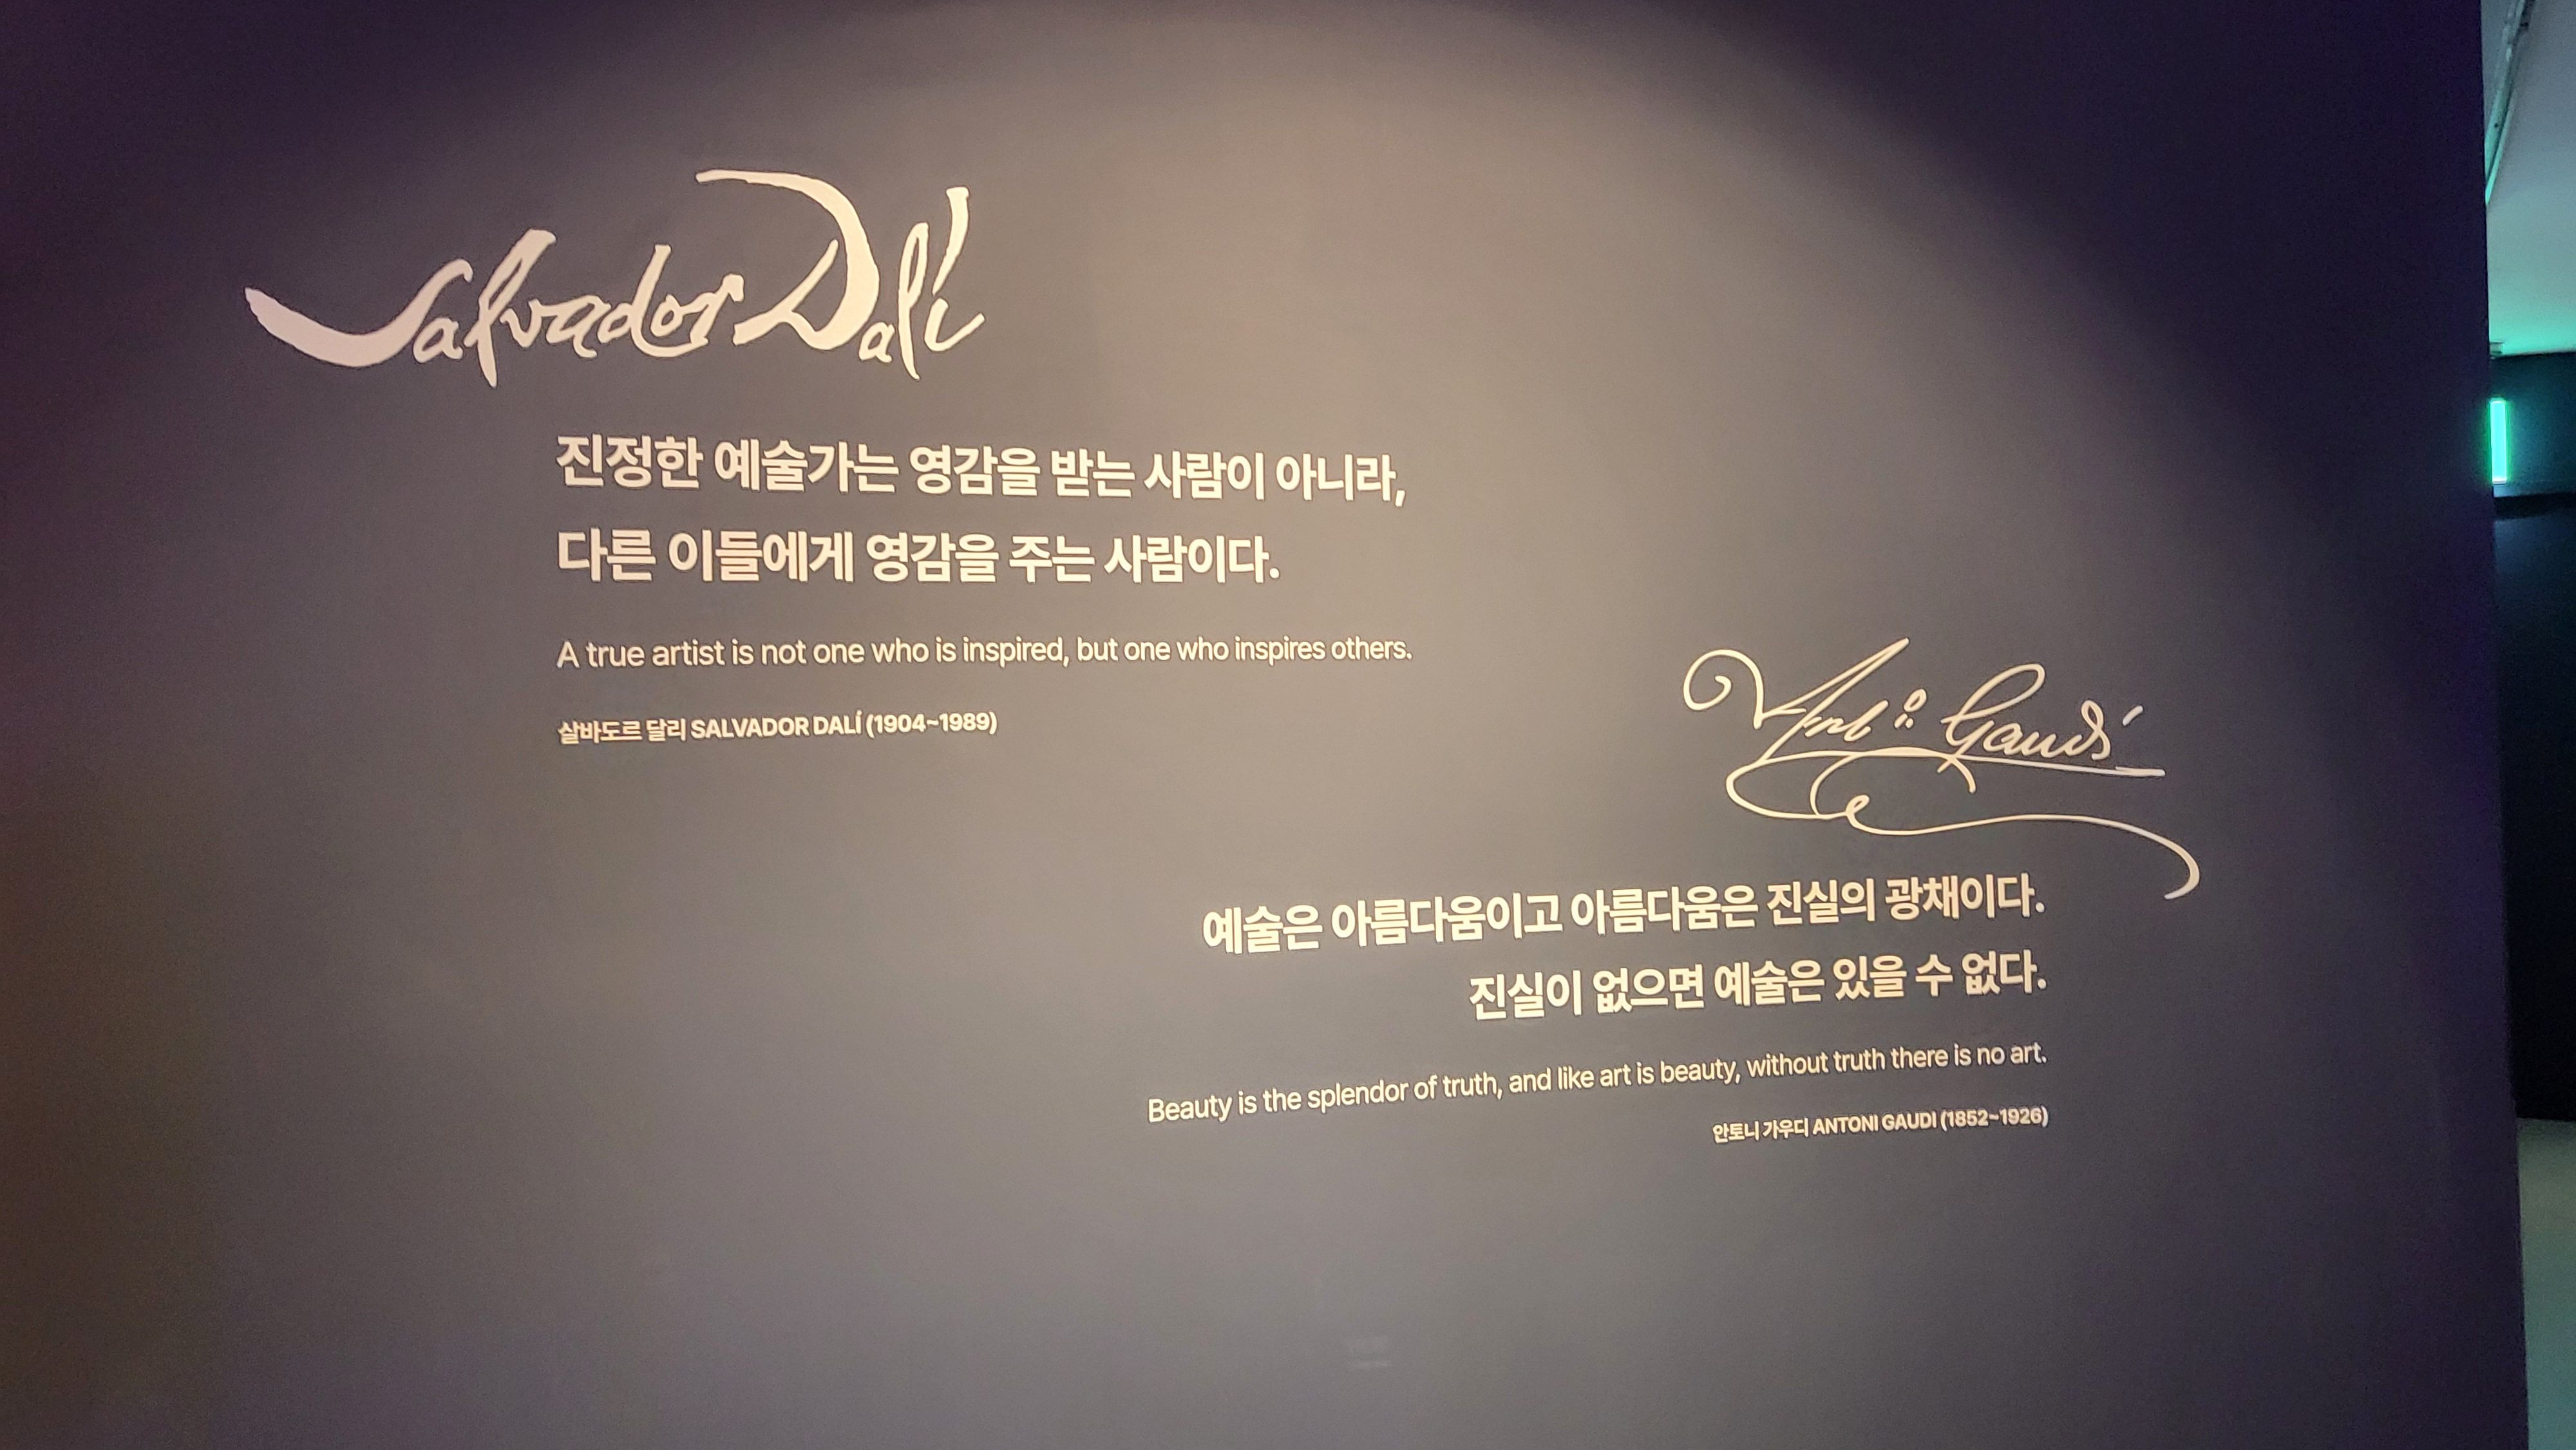 Salvador Dalí
진정한 예술가는 영감을 받는 사람이 아니라,
다른 이들에게 영감을 주는 사람이다.
A true artist is not one who is inspired, but one who inspires others.
살바도르 달리 SALVADOR DALÍ (1904~1989)
Antoni Gaudí
예술은 아름다움이고 아름다움은 진실의 광채이다.
진실이 없으면 예술은 있을 수 없다.
Beauty is the splendor of truth, and like art is beauty, without truth there is no art.
안토니 가우디 ANTONI GAUDI (1852~1926)